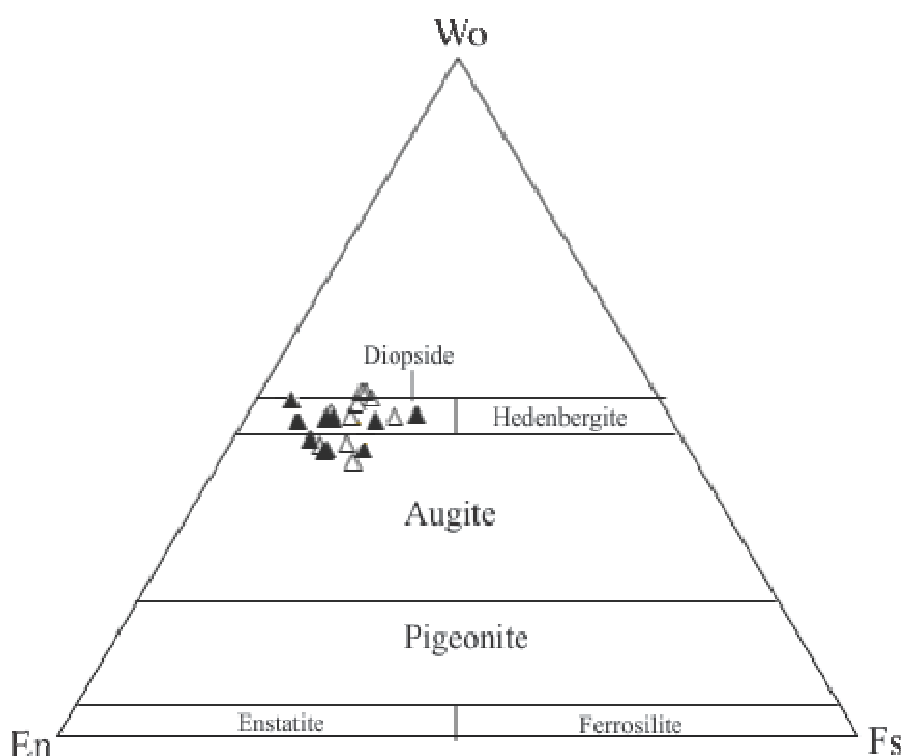 Wo
Diopside
Hedenbergite
Augite
Pigeonite
Enstatite Ferrosilite
En Fs